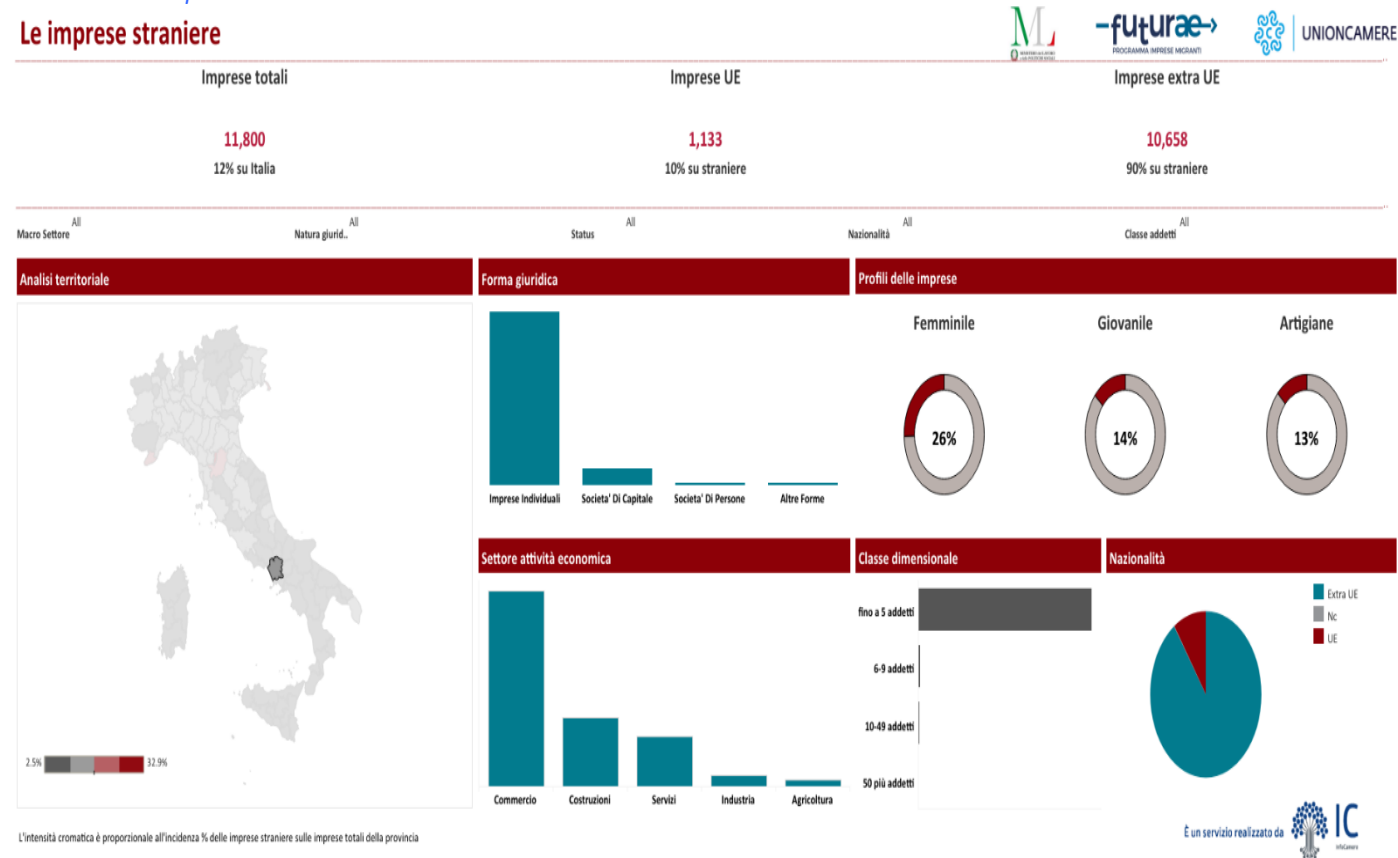 Le imprese straniere
futurae
PROGRAMMA IMPRESE MIGRANTI
UNIONCAMERE
Imprese totali
11,800
12% su Italia
Imprese UE
1,133
10% su straniere
Imprese extra UE
10,658
90% su straniere
Macro Settore All
Natura giurid.. All
Status All
Nazionalità All
Classe addetti All
Analisi territoriale
2.5% 32.9%
Forma giuridica
Imprese Individuali Societa' Di Capitale Societa' Di Persone Altre Forme
Profili delle imprese
Femminile Giovanile Artigiane
26% 14% 13%
Settore attività economica
Commercio Costruzioni Servizi Industria Agricoltura
Classe dimensionale
fino a 5 addetti
6-9 addetti
10-49 addetti
50 più addetti
Nazionalità
Extra UE
Nc
UE
L'intensità cromatica è proporzionale all'incidenza % delle imprese straniere sulle imprese totali della provincia
È un servizio realizzato da
IC
InfoCamere